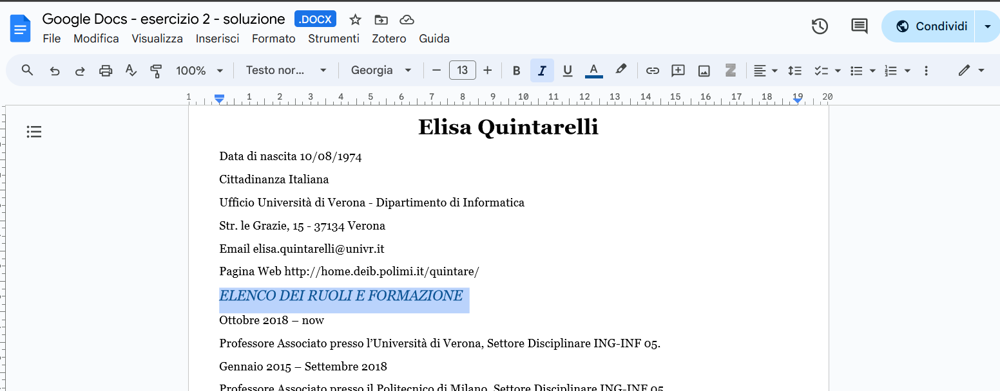 Google Docs - esercizio 2 - soluzione .DOCX
File Modifica Visualizza Inserisci Formato Strumenti Zotero Guida
Condividi
100% Testo nor... Georgia 13 B I U A
1 1 2 3 4 5 6 7 8 9 10 11 12 13 14 15 16 17 18 19 20
Elisa Quintarelli
Data di nascita 10/08/1974
Cittadinanza Italiana
Ufficio Università di Verona - Dipartimento di Informatica
Str. le Grazie, 15 - 37134 Verona
Email elisa.quintarelli@univr.it
Pagina Web http://home.deib.polimi.it/quintare/
ELENCO DEI RUOLI E FORMAZIONE
Ottobre 2018 – now
Professore Associato presso l’Università di Verona, Settore Disciplinare ING-INF 05.
Gennaio 2015 – Settembre 2018
Professore Associato presso il Politecnico di Milano, Settore Disciplinare ING-INF 05